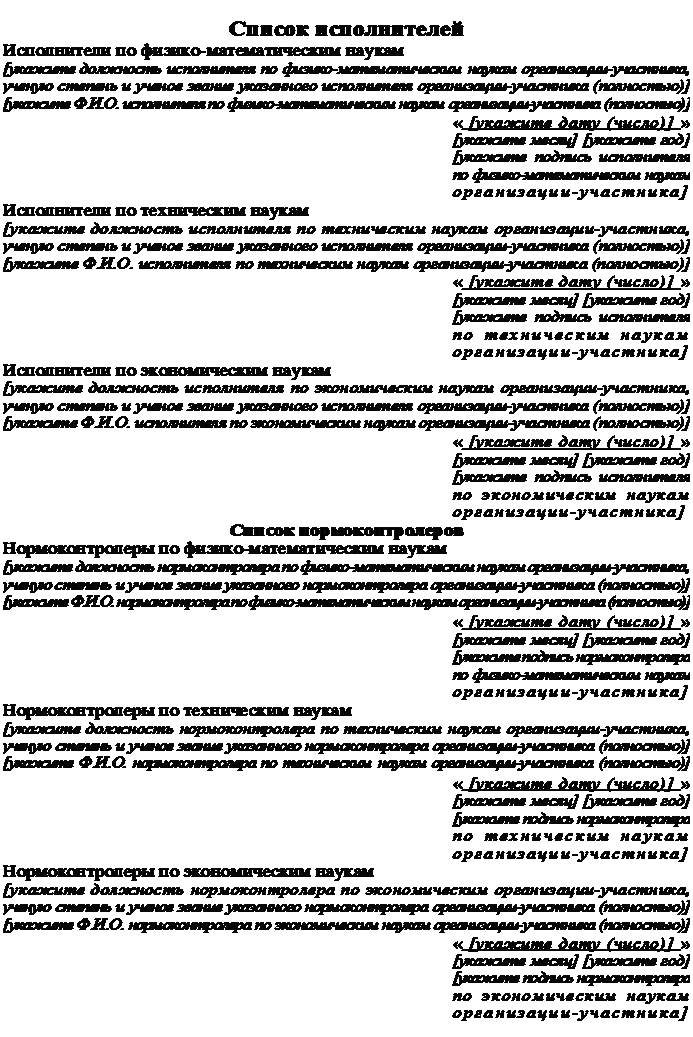 Список исполнителей
Исполнители по физико-математическим наукам
[укажите должность исполнителя по физико-математическим наукам организации-участника,
ученую степень и ученое звание указанного исполнителя организации-участника (полностью)]
[укажите Ф.И.О. исполнителя по физико-математическим наукам организации-участника (полностью)]
« [укажите дату (число)] »
[укажите месяц] [укажите год]
[укажите подпись исполнителя
по физико-математическим наукам
организации-участника]
Исполнители по техническим наукам
[укажите должность исполнителя по техническим наукам организации-участника,
ученую степень и ученое звание указанного исполнителя организации-участника (полностью)]
[укажите Ф.И.О. исполнителя по техническим наукам организации-участника (полностью)]
« [укажите дату (число)] »
[укажите месяц] [укажите год]
[укажите подпись исполнителя
по техническим наукам
организации-участника]
Исполнители по экономическим наукам
[укажите должность исполнителя по экономическим наукам организации-участника,
ученую степень и ученое звание указанного исполнителя организации-участника (полностью)]
[укажите Ф.И.О. исполнителя по экономическим наукам организации-участника (полностью)]
« [укажите дату (число)] »
[укажите месяц] [укажите год]
[укажите подпись исполнителя
по экономическим наукам
организации-участника]
Список нормоконтролеров
Нормоконтролеры по физико-математическим наукам
[укажите должность нормоконтролера по физико-математическим наукам организации-участника,
ученую степень и ученое звание указанного нормоконтролера организации-участника (полностью)]
[укажите Ф.И.О. нормоконтролера по физико-математическим наукам организации-участника (полностью)]
« [укажите дату (число)] »
[укажите месяц] [укажите год]
[укажите подпись нормоконтролера
по физико-математическим наукам
организации-участника]
Нормоконтролеры по техническим наукам
[укажите должность нормоконтролера по техническим наукам организации-участника,
ученую степень и ученое звание указанного нормоконтролера организации-участника (полностью)]
[укажите Ф.И.О. нормоконтролера по техническим наукам организации-участника (полностью)]
« [укажите дату (число)] »
[укажите месяц] [укажите год]
[укажите подпись нормоконтролера
по техническим наукам
организации-участника]
Нормоконтролеры по экономическим наукам
[укажите должность нормоконтролера по экономическим организации-участника,
ученую степень и ученое звание указанного нормоконтролера организации-участника (полностью)]
[укажите Ф.И.О. нормоконтролера по экономическим наукам организации-участника (полностью)]
« [укажите дату (число)] »
[укажите месяц] [укажите год]
[укажите подпись нормоконтролера
по экономическим наукам
организации-участника]